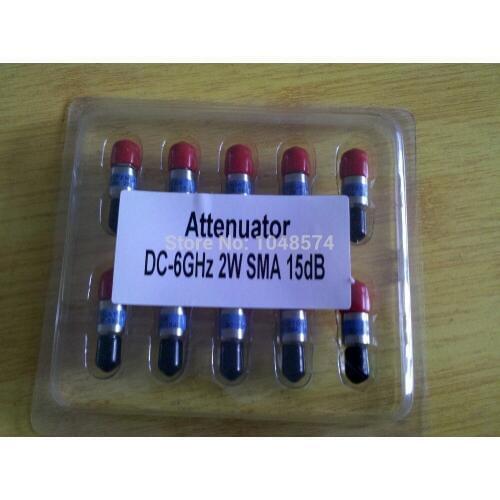 Attenuator
Store No: 1048574
DC-6GHz 2W SMA 15dB